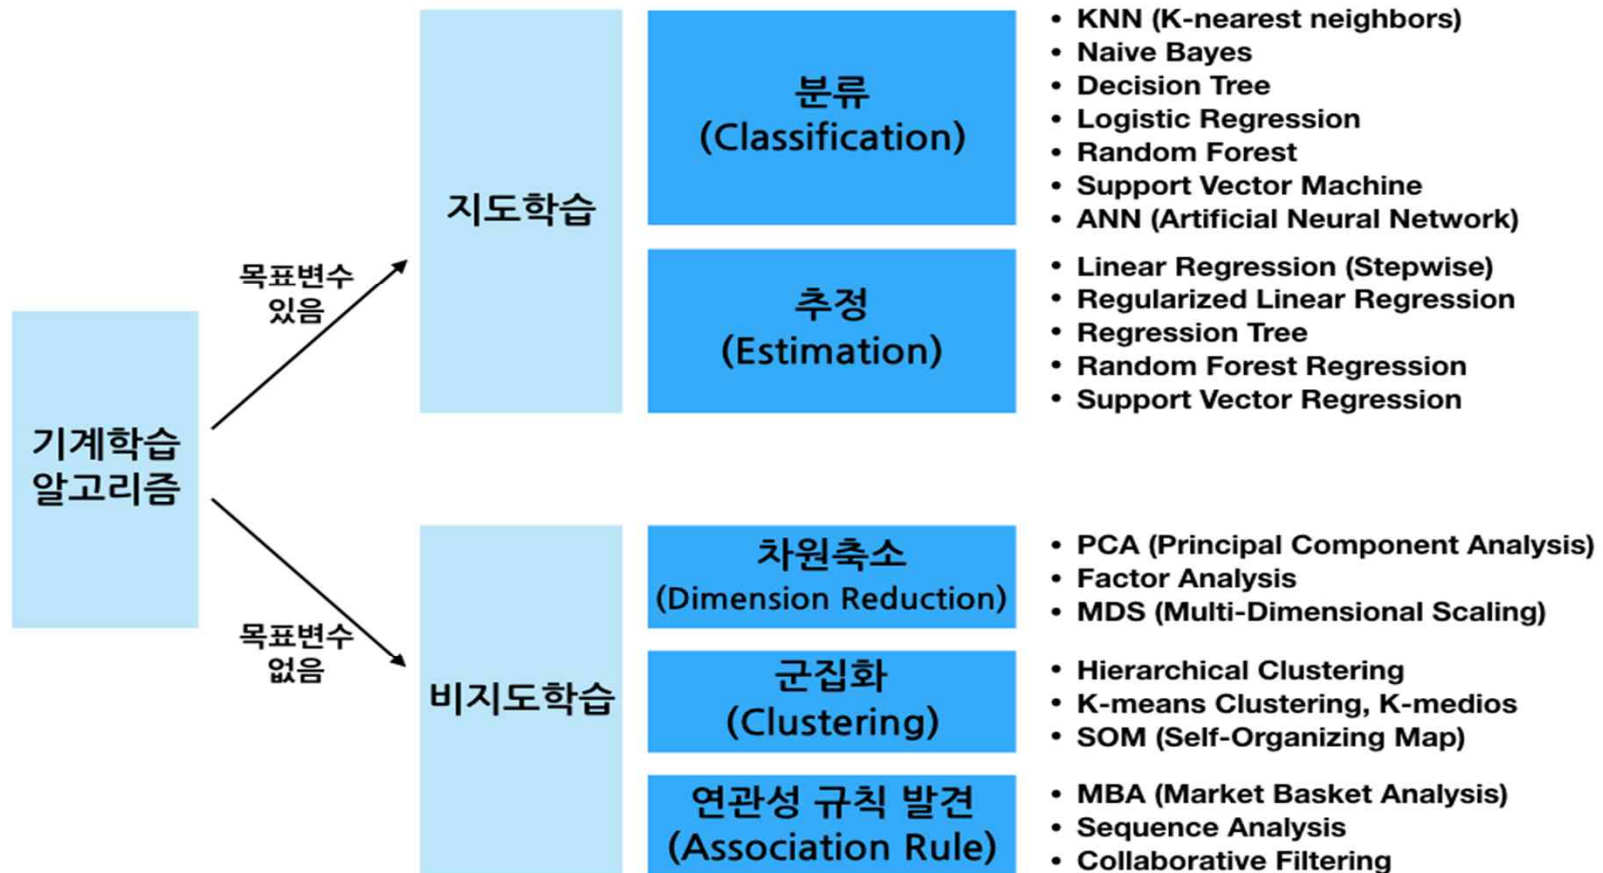 기계학습
알고리즘
목표변수
있음
목표변수
없음
지도학습
분류
(Classification)
• KNN (K-nearest neighbors)
• Naive Bayes
• Decision Tree
• Logistic Regression
• Random Forest
• Support Vector Machine
• ANN (Artificial Neural Network)
추정
(Estimation)
• Linear Regression (Stepwise)
• Regularized Linear Regression
• Regression Tree
• Random Forest Regression
• Support Vector Regression
비지도학습
차원축소
(Dimension Reduction)
• PCA (Principal Component Analysis)
• Factor Analysis
• MDS (Multi-Dimensional Scaling)
군집화
(Clustering)
• Hierarchical Clustering
• K-means Clustering, K-medios
• SOM (Self-Organizing Map)
연관성 규칙 발견
(Association Rule)
• MBA (Market Basket Analysis)
• Sequence Analysis
• Collaborative Filtering